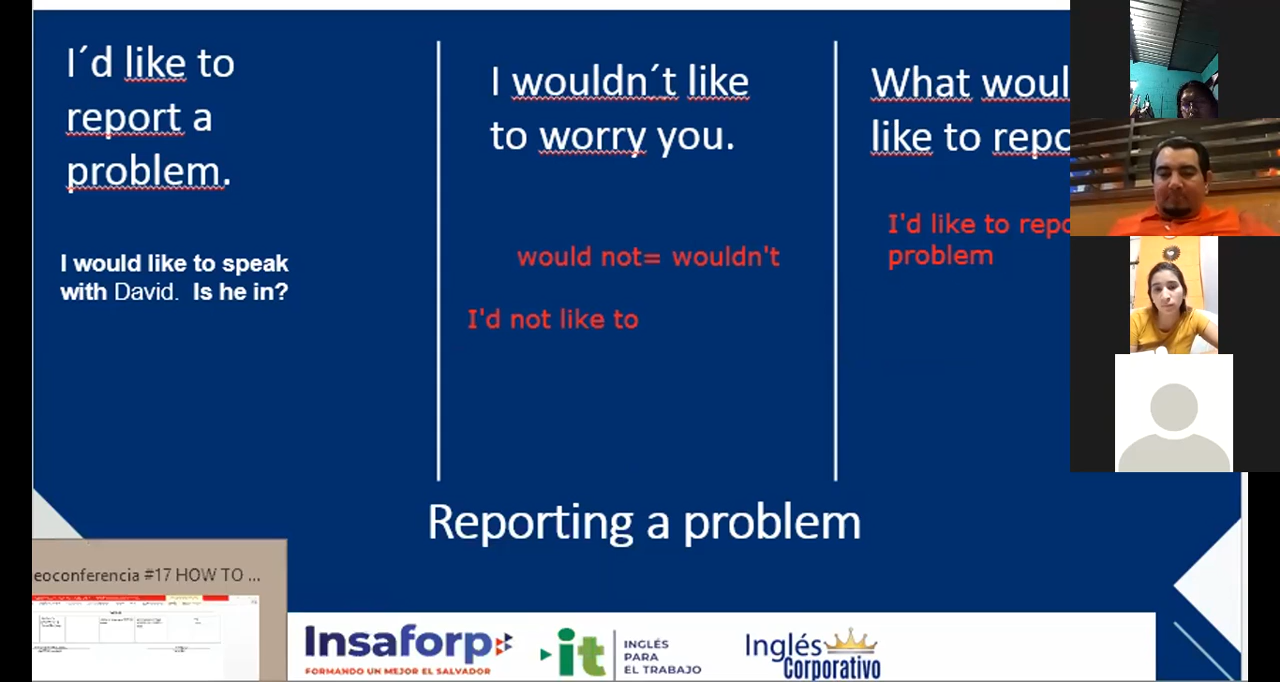 I´d like to
report a
problem.
I would like to speak
with David. Is he in?
I wouldn´t like
to worry you.
would not= wouldn't
I'd not like to
What woul
like to repo
I'd like to repo
problem
Reporting a problem
eoconferencia #17 HOW TO ...
Insaforp
FORMANDO UN MEJOR EL SALVADOR
it
INGLÉS
PARA
EL TRABAJO
Inglés
Corporativo